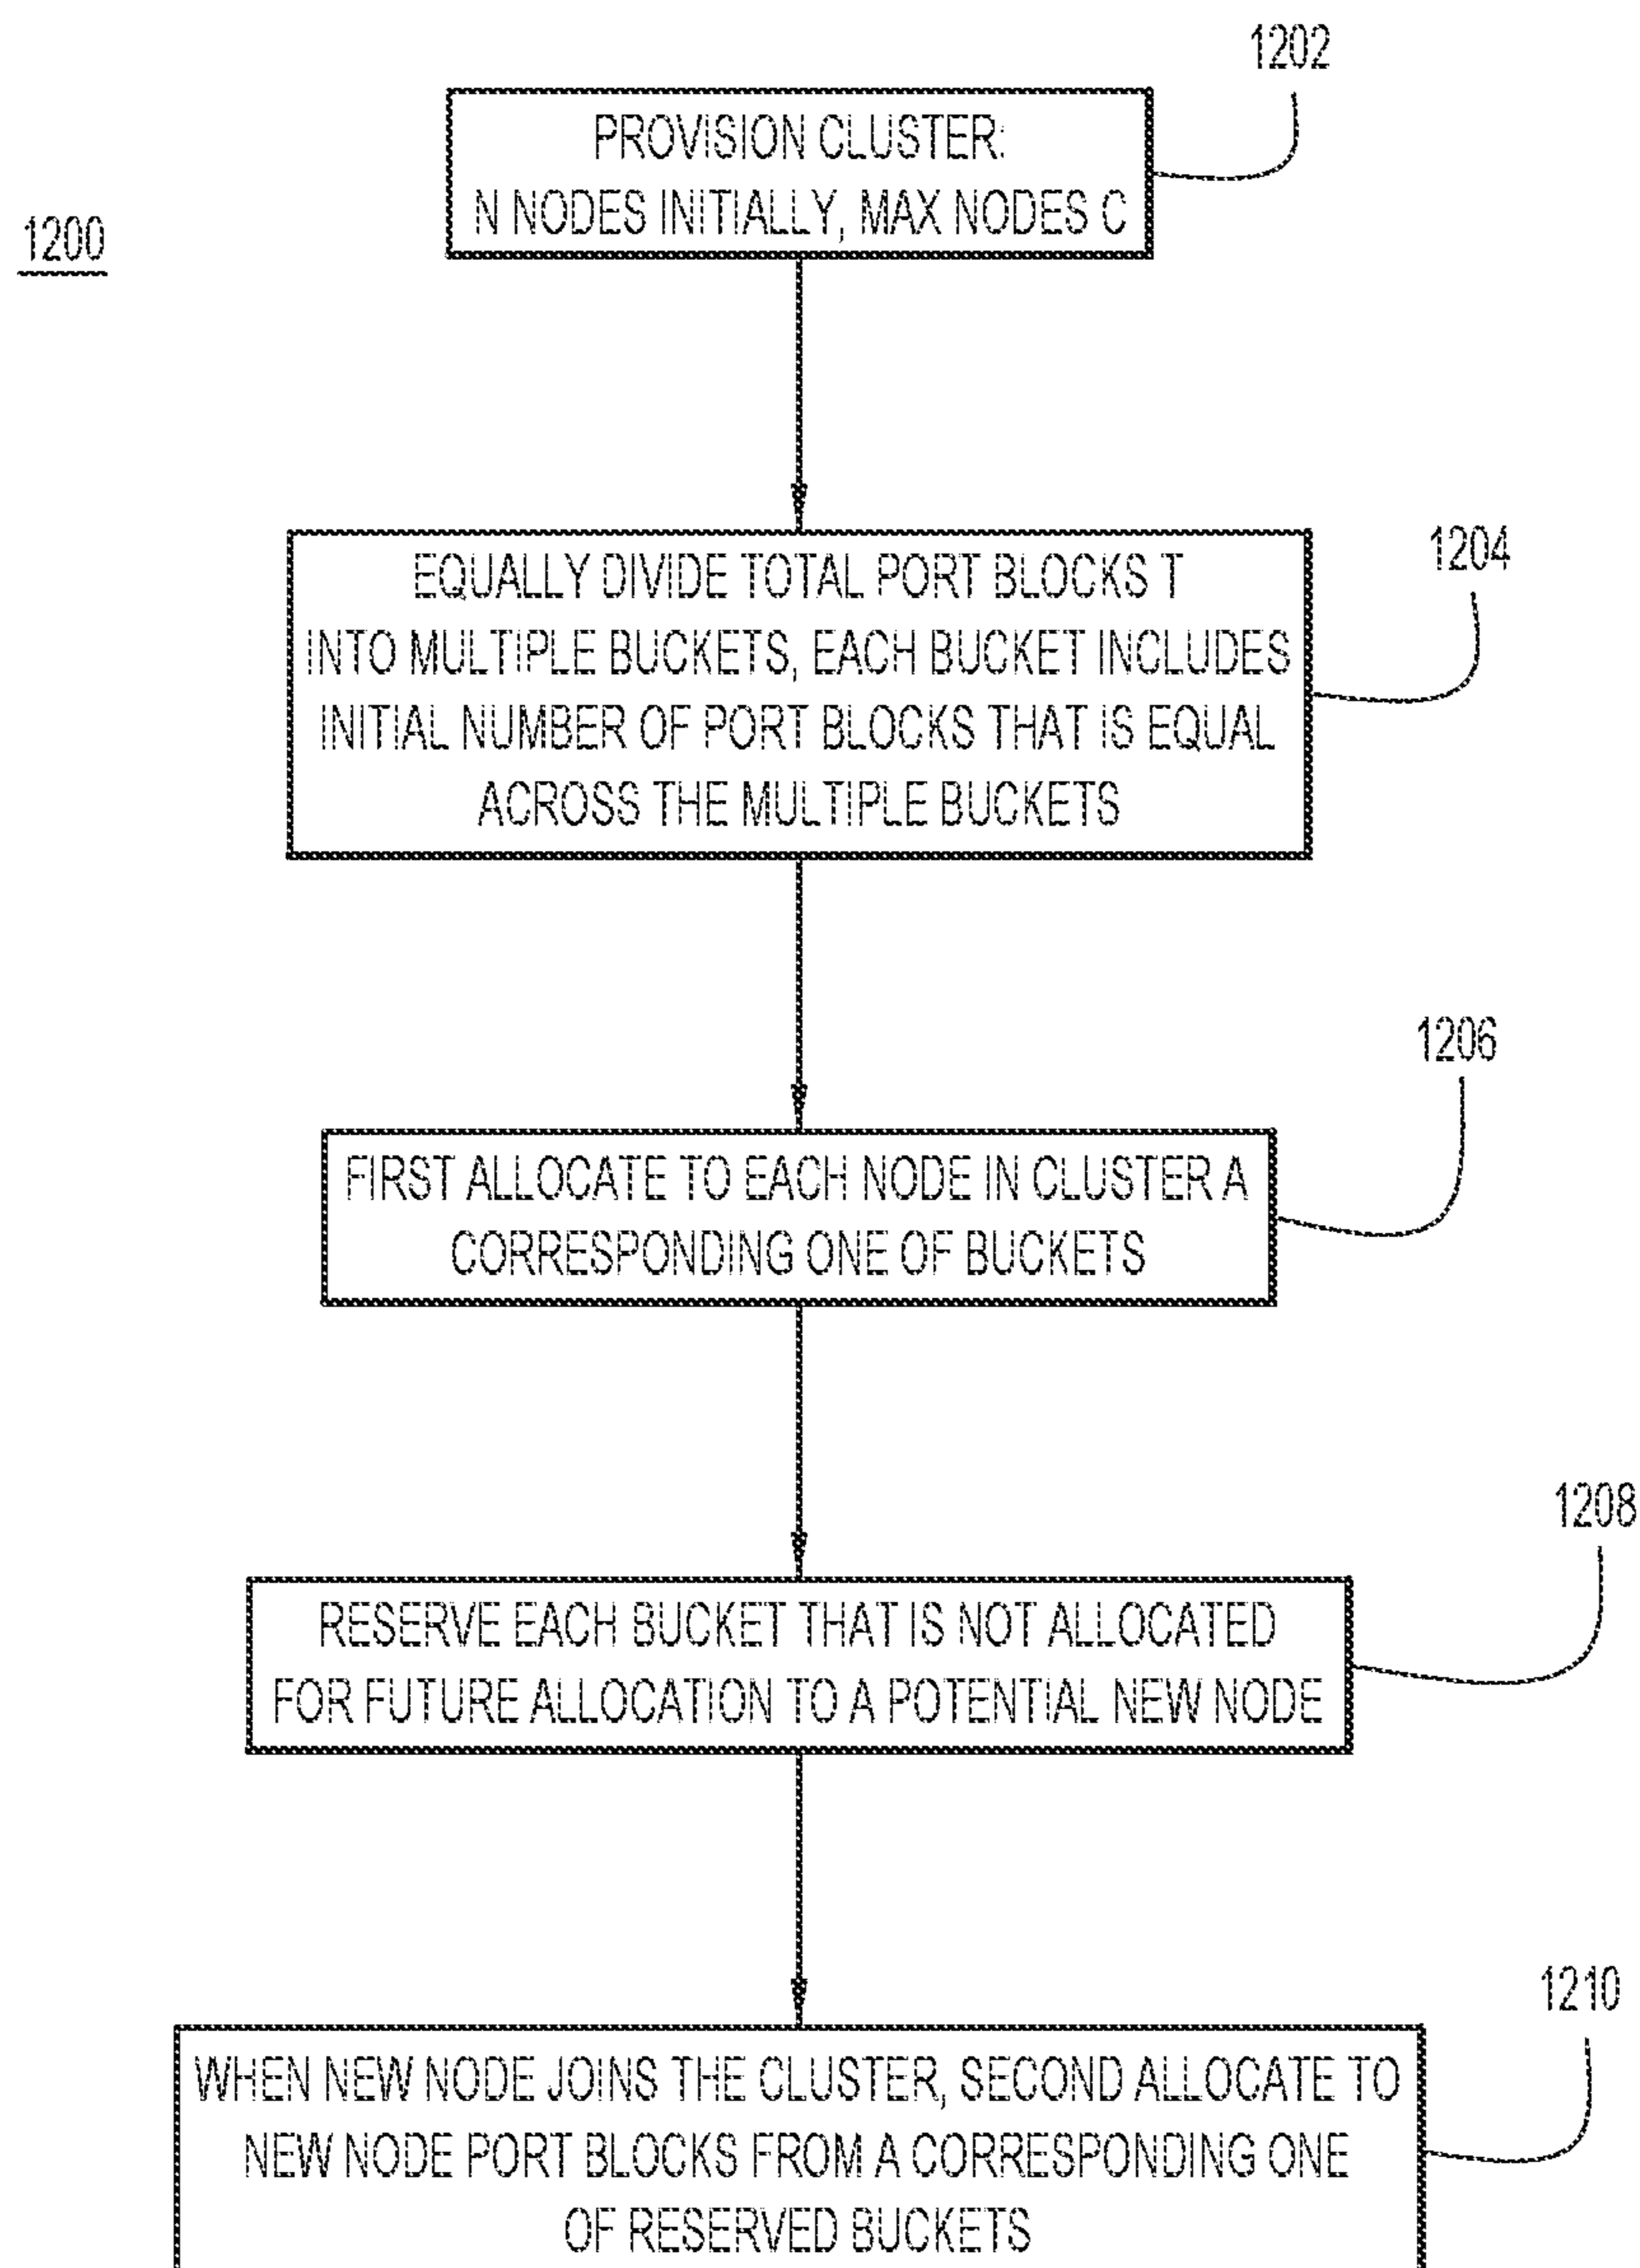 1202
PROVISION CLUSTER:
N NODES INITIALLY, MAX NODES C
1200
1204
EQUALLY DIVIDE TOTAL PORT BLOCKS T
INTO MULTIPLE BUCKETS, EACH BUCKET INCLUDES
INITIAL NUMBER OF PORT BLOCKS THAT IS EQUAL
ACROSS THE MULTIPLE BUCKETS
1206
FIRST ALLOCATE TO EACH NODE IN CLUSTER A
CORRESPONDING ONE OF BUCKETS
1208
RESERVE EACH BUCKET THAT IS NOT ALLOCATED
FOR FUTURE ALLOCATION TO A POTENTIAL NEW NODE
1210
WHEN NEW NODE JOINS THE CLUSTER, SECOND ALLOCATE TO
NEW NODE PORT BLOCKS FROM A CORRESPONDING ONE
OF RESERVED BUCKETS